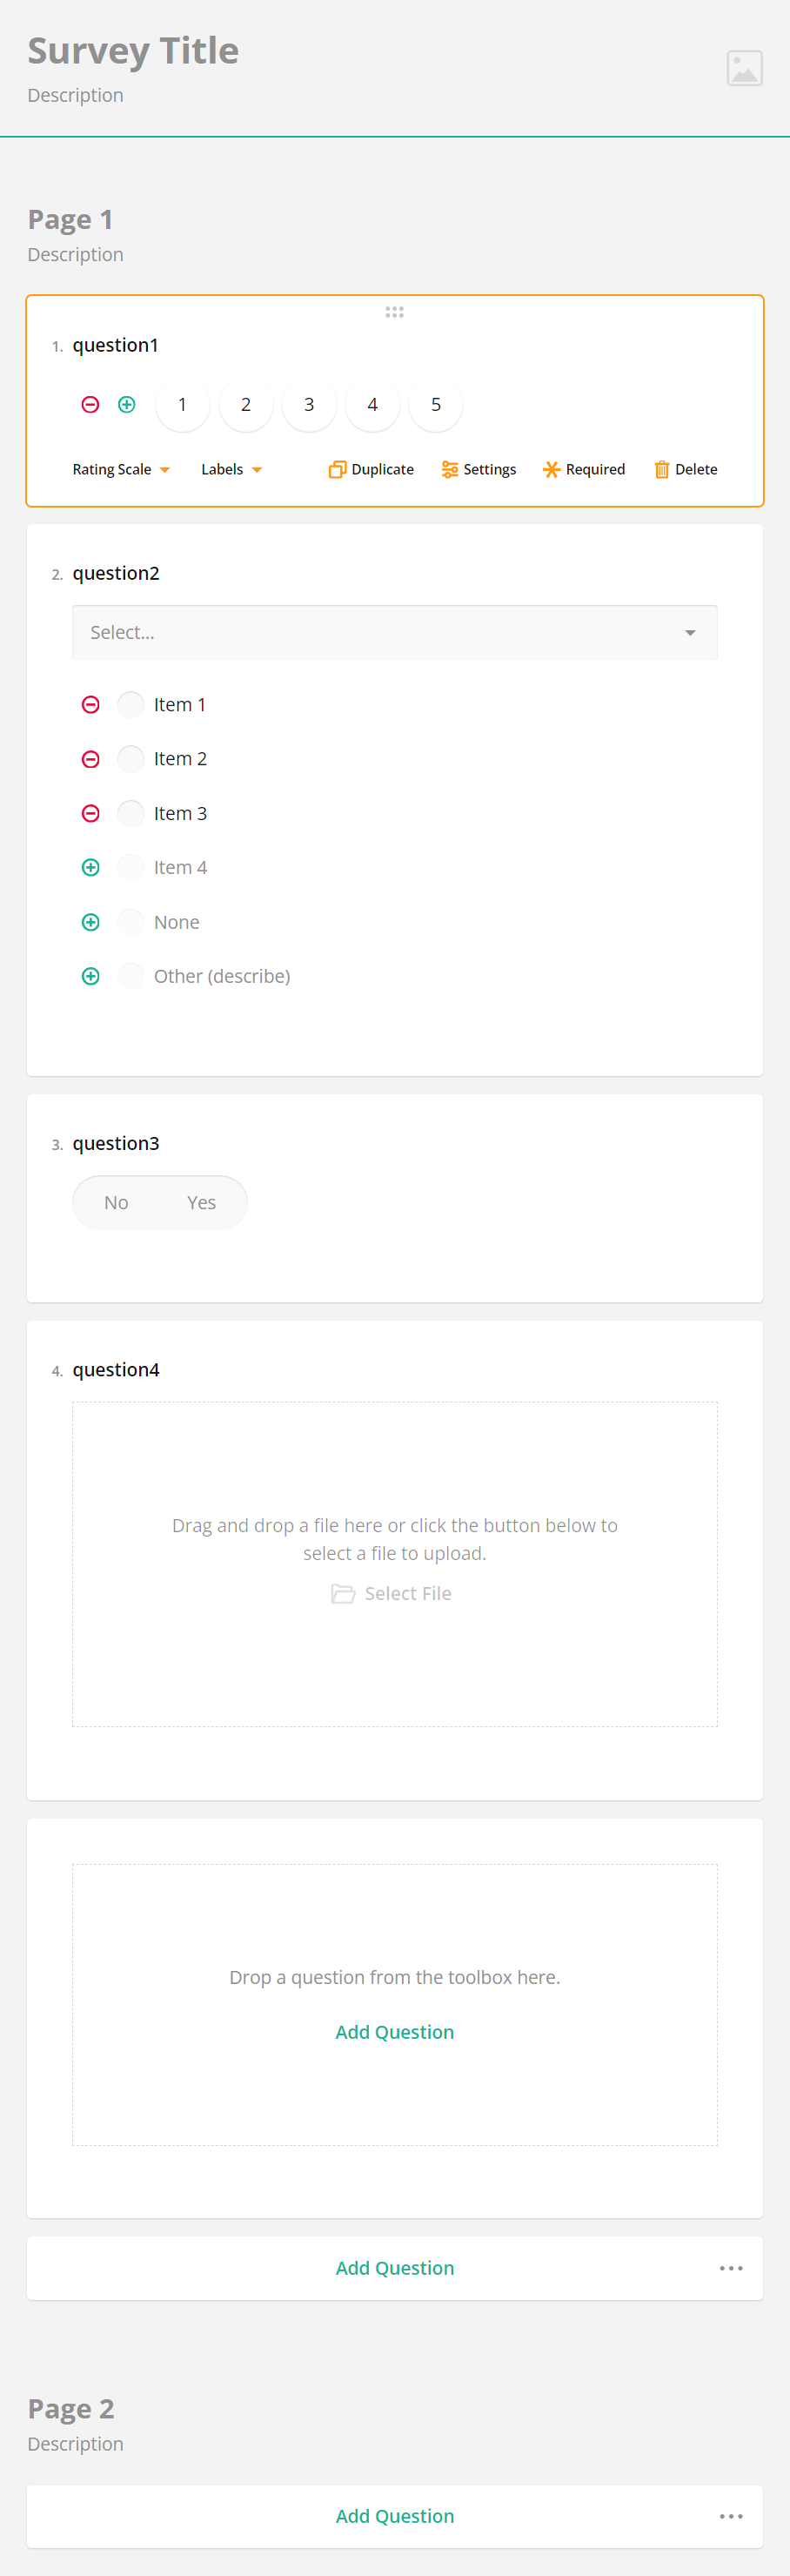 Survey Title
Description
Page 1
Description
1. question1
1 2 3 4 5
Rating Scale Labels Duplicate Settings Required Delete
2. question2
Select...
Item 1
Item 2
Item 3
Item 4
None
Other (describe)
3. question3
No Yes
4. question4
Drag and drop a file here or click the button below to
select a file to upload.
Select File
Drop a question from the toolbox here.
Add Question
Add Question
Page 2
Description
Add Question